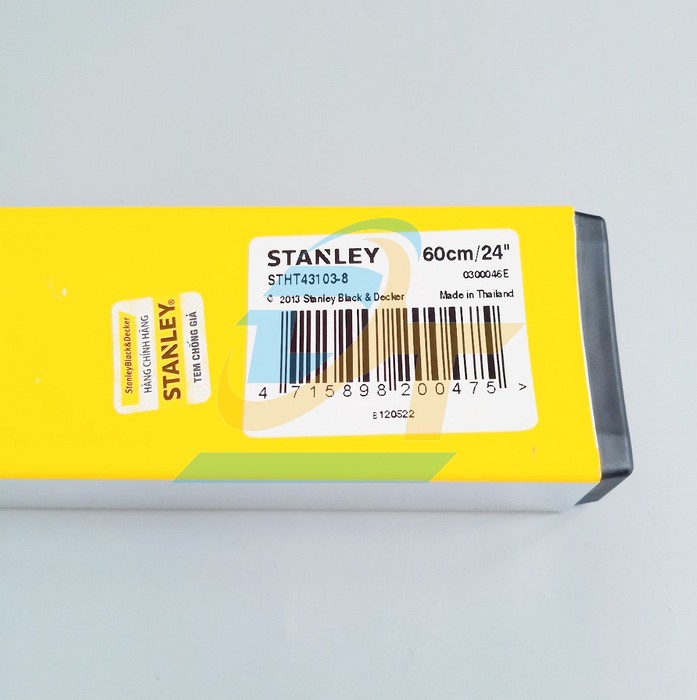 STANLEY 60cm/24"
STHT43103-8 0300046E
© 2013 Stanley Black & Decker Made in Thailand
4 715898 200475 >
B120522
StanleyBlack&Decker
HÀNG CHÍNH HÃNG
STANLEY®
TEM CHỐNG GIẢ